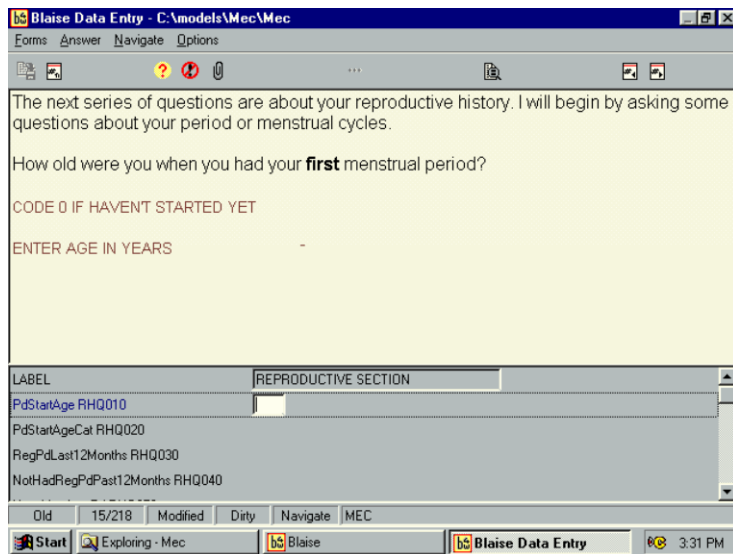 Blaise Data Entry - C:\models\Mec\Mec
Forms Answer Navigate Options
The next series of questions are about your reproductive history. I will begin by asking some
questions about your period or menstrual cycles.
How old were you when you had your first menstrual period?
CODE 0 IF HAVEN'T STARTED YET
ENTER AGE IN YEARS
LABEL REPRODUCTIVE SECTION
PdStartAge RHQ010
PdStartAgeCat RHQ020
RegPdLast12Months RHQ030
NotHadRegPdPast12Months RHQ040
Old 15/218 Modified Dirty Navigate MEC
Start Exploring - Mec Blaise Blaise Data Entry 3:31 PM